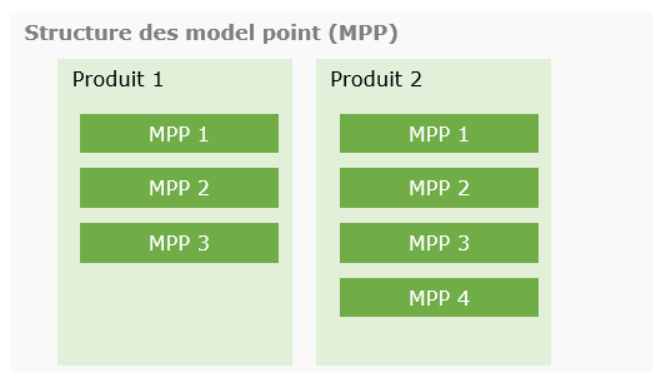 Structure des model point (MPP)
Produit 1
MPP 1
MPP 2
MPP 3
Produit 2
MPP 1
MPP 2
MPP 3
MPP 4